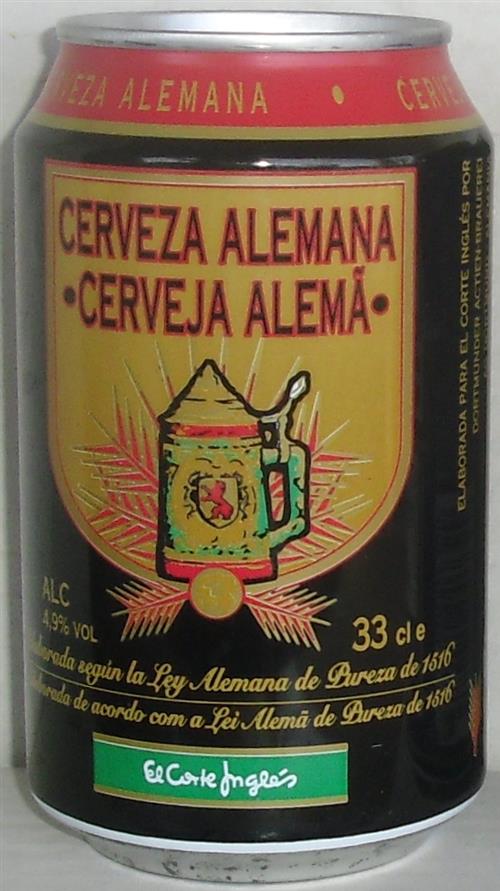 VEZA ALEMANA • CERVE
CERVEZA ALEMANA
•CERVEJA ALEMÃ•
ALC
4,9% VOL
33 cl e
Elaborada según la Ley Alemana de Pureza de 1516
Elaborada de acordo com a Lei Alemã de Pureza de 1516
El Corte Inglés
ELABORADA PARA EL CORTE INGLÉS POR
DORTMUNDER ACTIEN-BRAUEREI